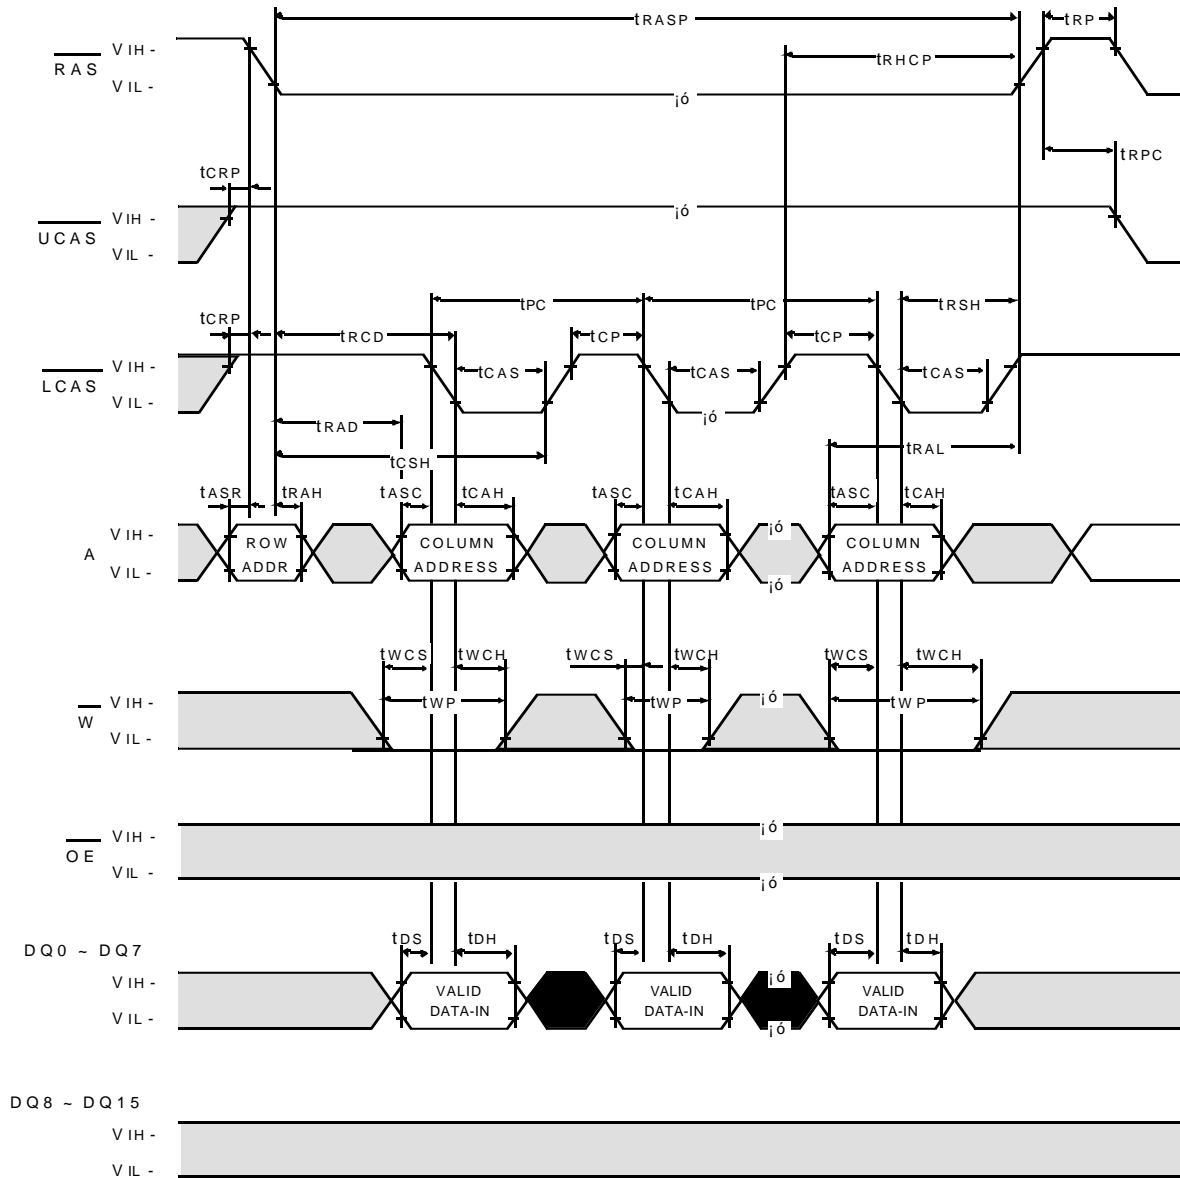 tRASP
tRP
RAS
VIH -
VIL -
tRHCP
¡ó
tRPC
tCRP
UCAS
VIH -
VIL -
¡ó
tPC
tPC
tRSH
tCRP
tRCD
tCP
tCP
LCAS
VIH -
VIL -
tCAS
tCAS
tCAS
¡ó
tRAD
tCSH
tRAL
tASR
tRAH
tASC
tCAH
tASC
tCAH
tASC
tCAH
A
VIH -
VIL -
ROW
ADDR
COLUMN
ADDRESS
COLUMN
ADDRESS
¡ó
¡ó
COLUMN
ADDRESS
tWCS
tWCH
tWCS
tWCH
tWCS
tWCH
W
VIH -
VIL -
tWP
tWP
¡ó
tWP
OE
VIH -
VIL -
¡ó
¡ó
tDS
tDH
tDS
tDH
tDS
tDH
DQ0 ~ DQ7
VIH -
VIL -
VALID
DATA-IN
VALID
DATA-IN
¡ó
¡ó
VALID
DATA-IN
DQ8 ~ DQ15
VIH -
VIL -